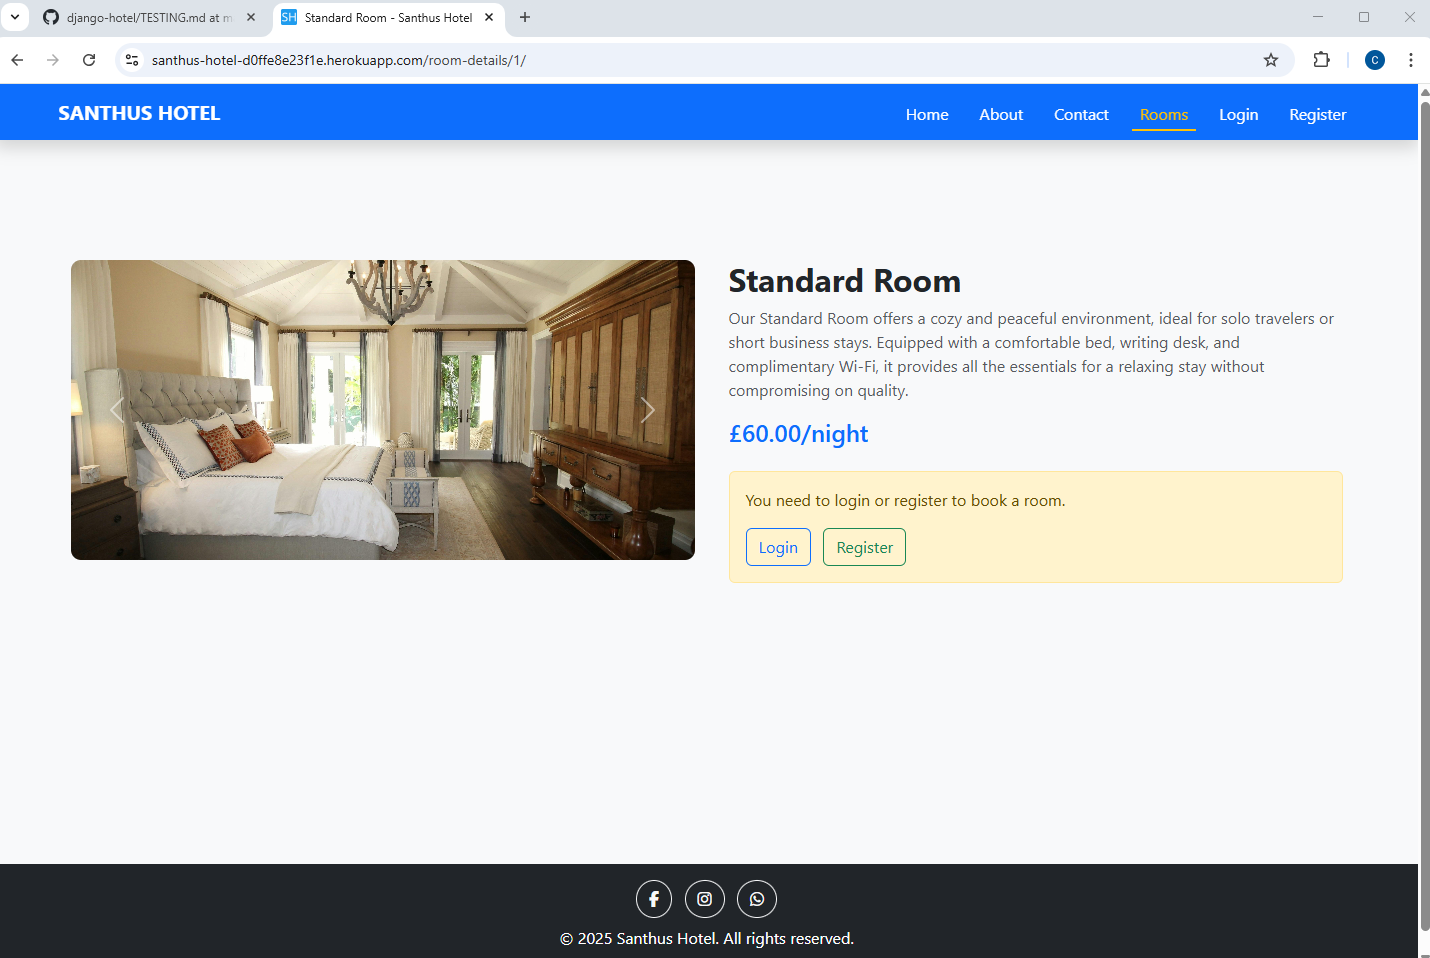 django-hotel/TESTING.md at m
Standard Room - Santhus Hotel
santhus-hotel-d0ffe8e23f1e.herokuapp.com/room-details/1/
C
SANTHUS HOTEL
Home
About
Contact
Rooms
Login
Register
Standard Room
Our Standard Room offers a cozy and peaceful environment, ideal for solo travelers or
short business stays. Equipped with a comfortable bed, writing desk, and
complimentary Wi-Fi, it provides all the essentials for a relaxing stay without
compromising on quality.
£60.00/night
You need to login or register to book a room.
Login
Register
© 2025 Santhus Hotel. All rights reserved.